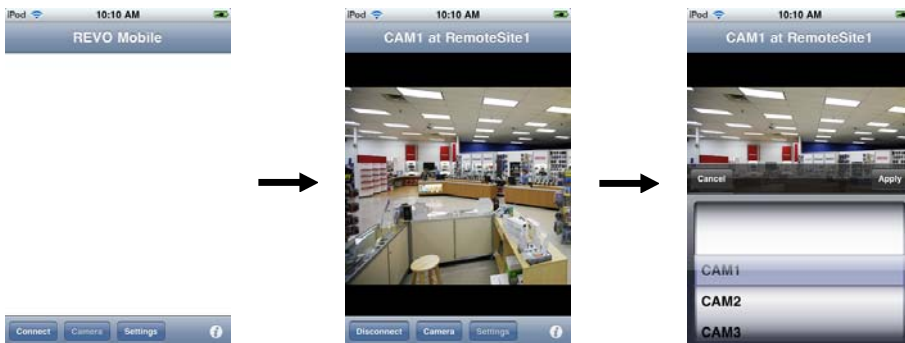 iPod 10:10 AM
REVO Mobile
Connect Camera Settings
iPod 10:10 AM
CAM1 at RemoteSite1
Disconnect Camera Settings
iPod 10:10 AM
CAM1 at RemoteSite1
Cancel Apply
CAM1
CAM2
CAM3